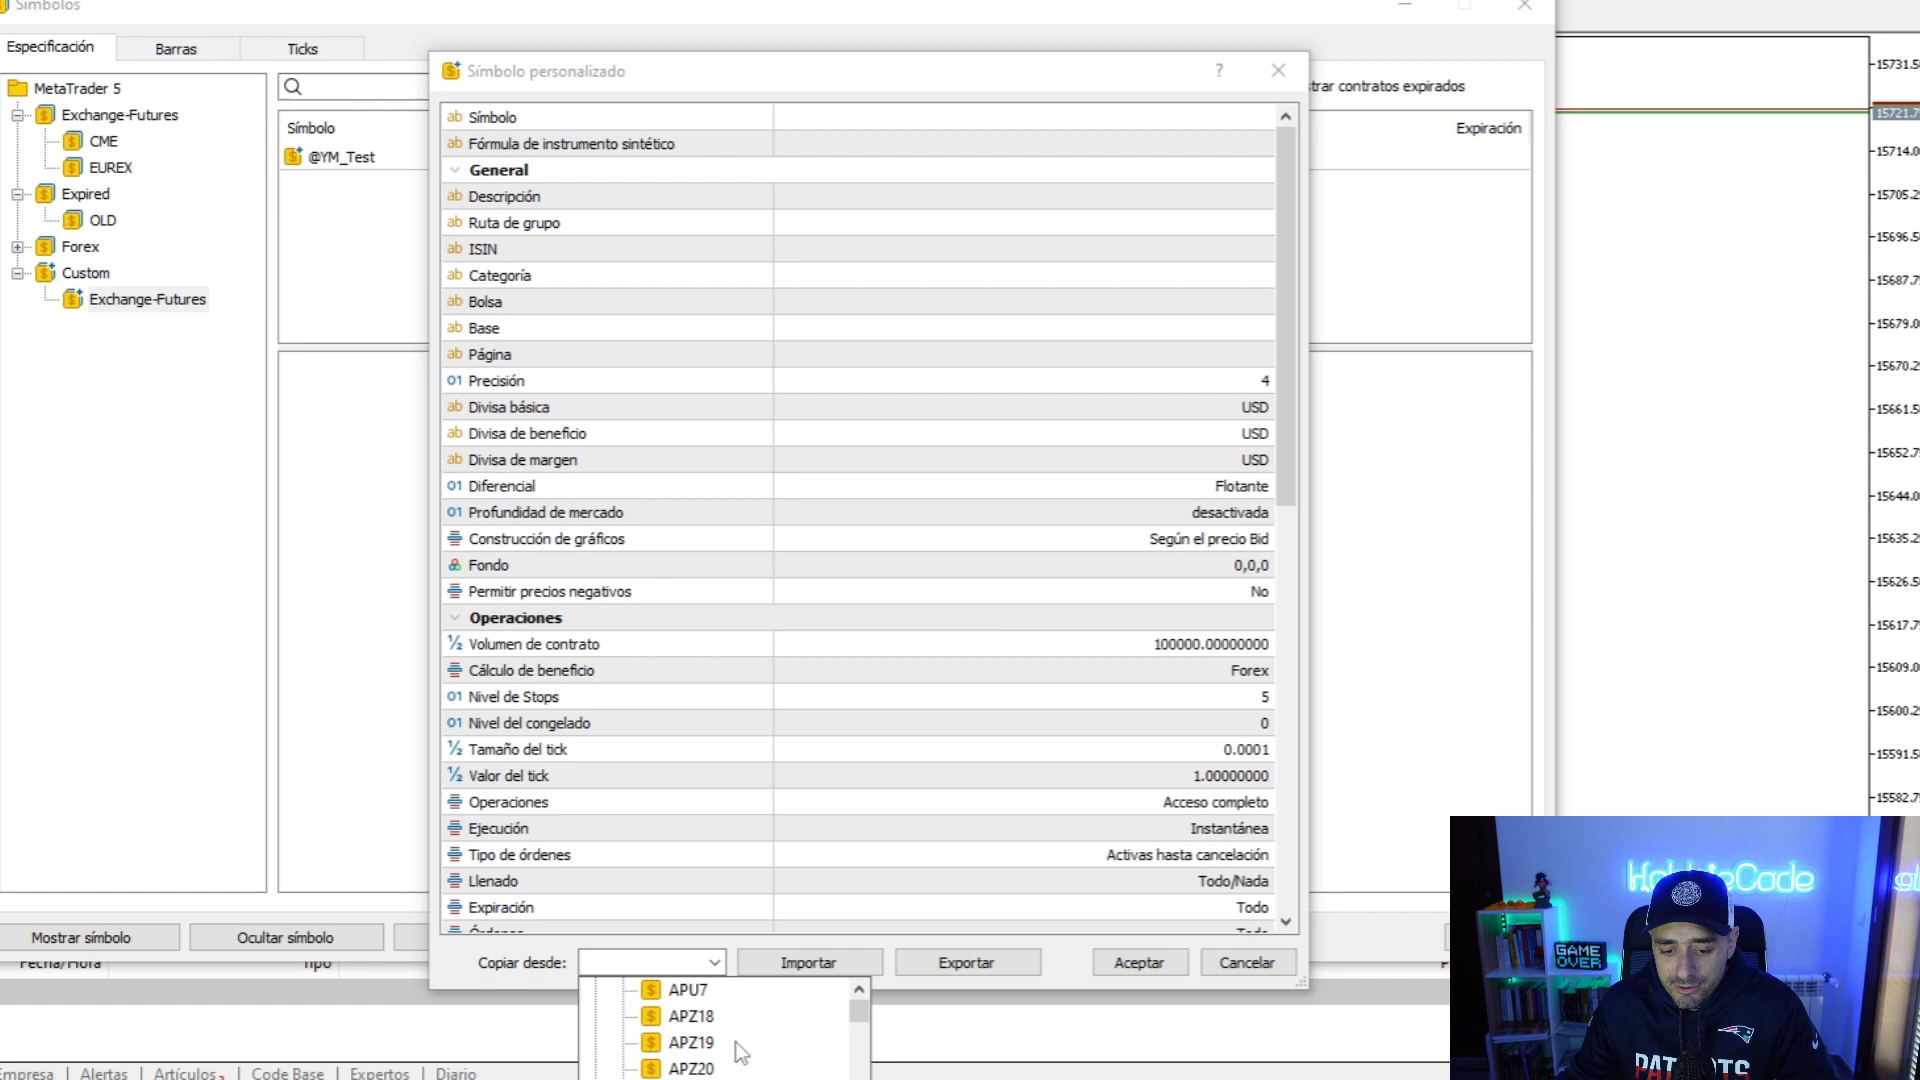 Símbolos
Especificación
Barras
Ticks
MetaTrader 5
Exchange-Futures
CME
EUREX
Expired
OLD
Forex
Custom
Exchange-Futures
Símbolo
@YM_Test
Símbolo personalizado
?
Símbolo
Fórmula de instrumento sintético
General
Descripción
Ruta de grupo
ISIN
Categoría
Bolsa
Base
Página
Precisión 4
Divisa básica USD
Divisa de beneficio USD
Divisa de margen USD
Diferencial Flotante
Profundidad de mercado desactivada
Construcción de gráficos Según el precio Bid
Fondo 0,0,0
Permitir precios negativos No
Operaciones
Volumen de contrato 100000.00000000
Cálculo de beneficio Forex
Nivel de Stops 5
Nivel del congelado 0
Tamaño del tick 0.0001
Valor del tick 1.00000000
Operaciones Acceso completo
Ejecución Instantánea
Tipo de órdenes Activas hasta cancelación
Llenado Todo/Nada
Expiración Todo
Órdenes Todo
Copiar desde:
Importar
Exportar
Aceptar
Cancelar
APU7
APZ18
APZ19
APZ20
trar contratos expirados
Expiración
Mostrar símbolo
Ocultar símbolo
Fecha/Hora
Tipo
Empresa | Alertas | Artículos | Code Base | Expertos | Diario
15731.5
15721.7
15714.0
15705.2
15696.5
15687.7
15679.0
15670.2
15661.5
15652.7
15644.0
15635.2
15626.5
15617.7
15609.0
15600.2
15591.5
15582.7
GAME
OVER
PATRIOTS